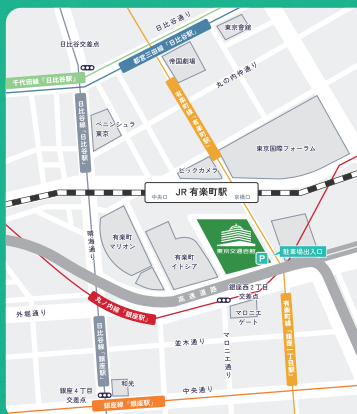 日比谷通り
東京會舘
日比谷交差点
都営三田線「日比谷駅」
帝国劇場
千代田線「日比谷駅」
丸の内仲通り
有楽町線「有楽町駅」
日比谷線「日比谷駅」
ペニンシュラ
東京
東京国際フォーラム
ビックカメラ
JR 有楽町駅
中央口
京橋口
晴海通り
有楽町
マリオン
有楽町
イトシア
東京交通会館
P
駐車場出入口
高速道路
銀座西2丁目
交差点
丸ノ内線「銀座駅」
マロニエ
ゲート
外堀通り
有楽町線「銀座一丁目駅」
日比谷線「銀座駅」
並木通り
マロニエ通り
銀座4丁目
交差点
和光
中央通り
銀座線「銀座駅」